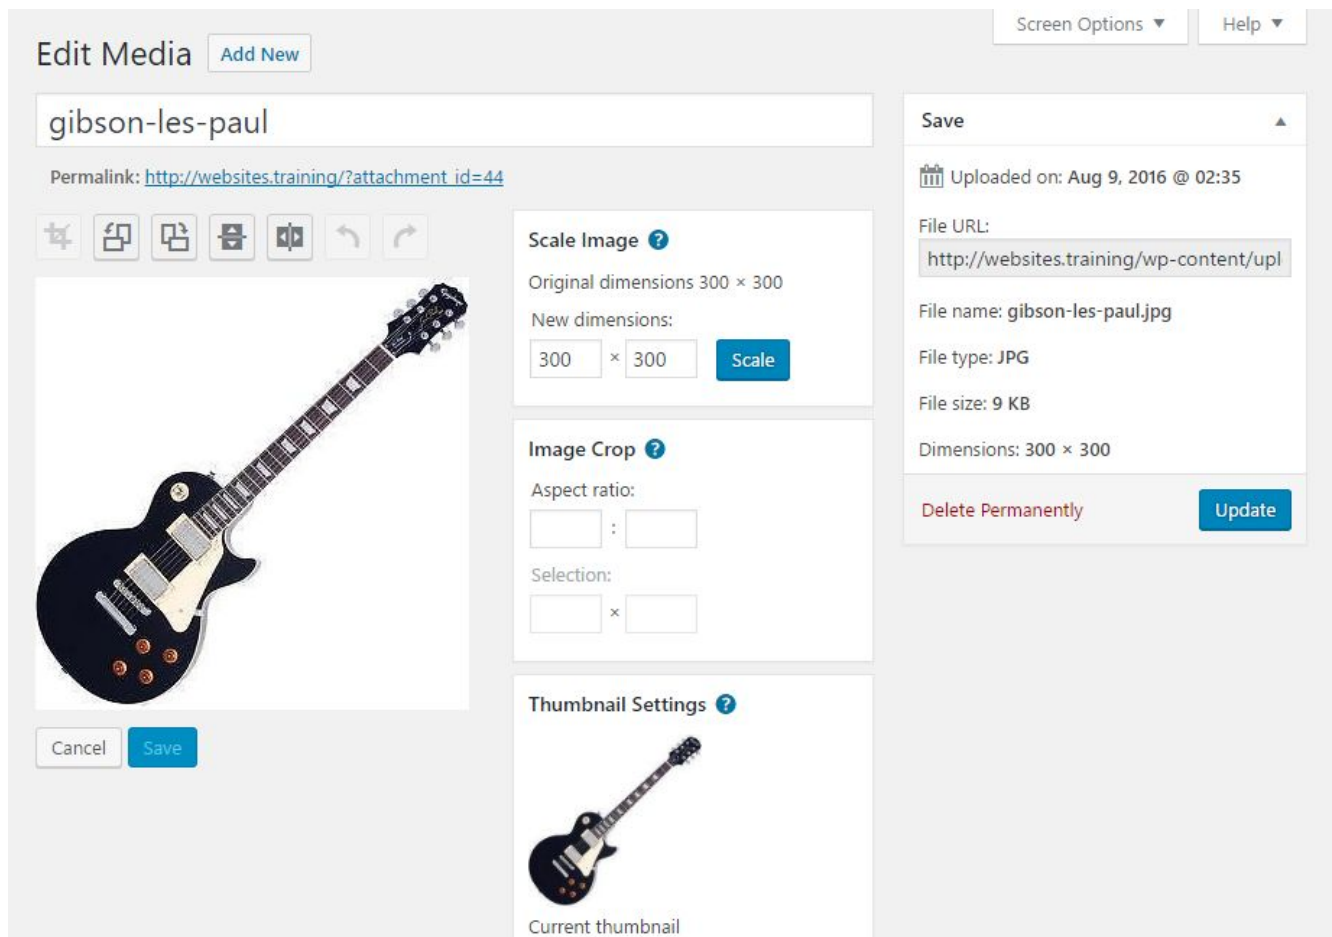 Screen Options ▼
Help ▼
Edit Media
Add New
gibson-les-paul
Permalink: http://websites.training/?attachment_id=44
Scale Image ?
Original dimensions 300 × 300
New dimensions:
300 × 300 Scale
Image Crop ?
Aspect ratio:
:
Selection:
×
Thumbnail Settings ?
Current thumbnail
Cancel
Save
Save ▲
Uploaded on: Aug 9, 2016 @ 02:35
File URL:
http://websites.training/wp-content/upl
File name: gibson-les-paul.jpg
File type: JPG
File size: 9 KB
Dimensions: 300 × 300
Delete Permanently
Update